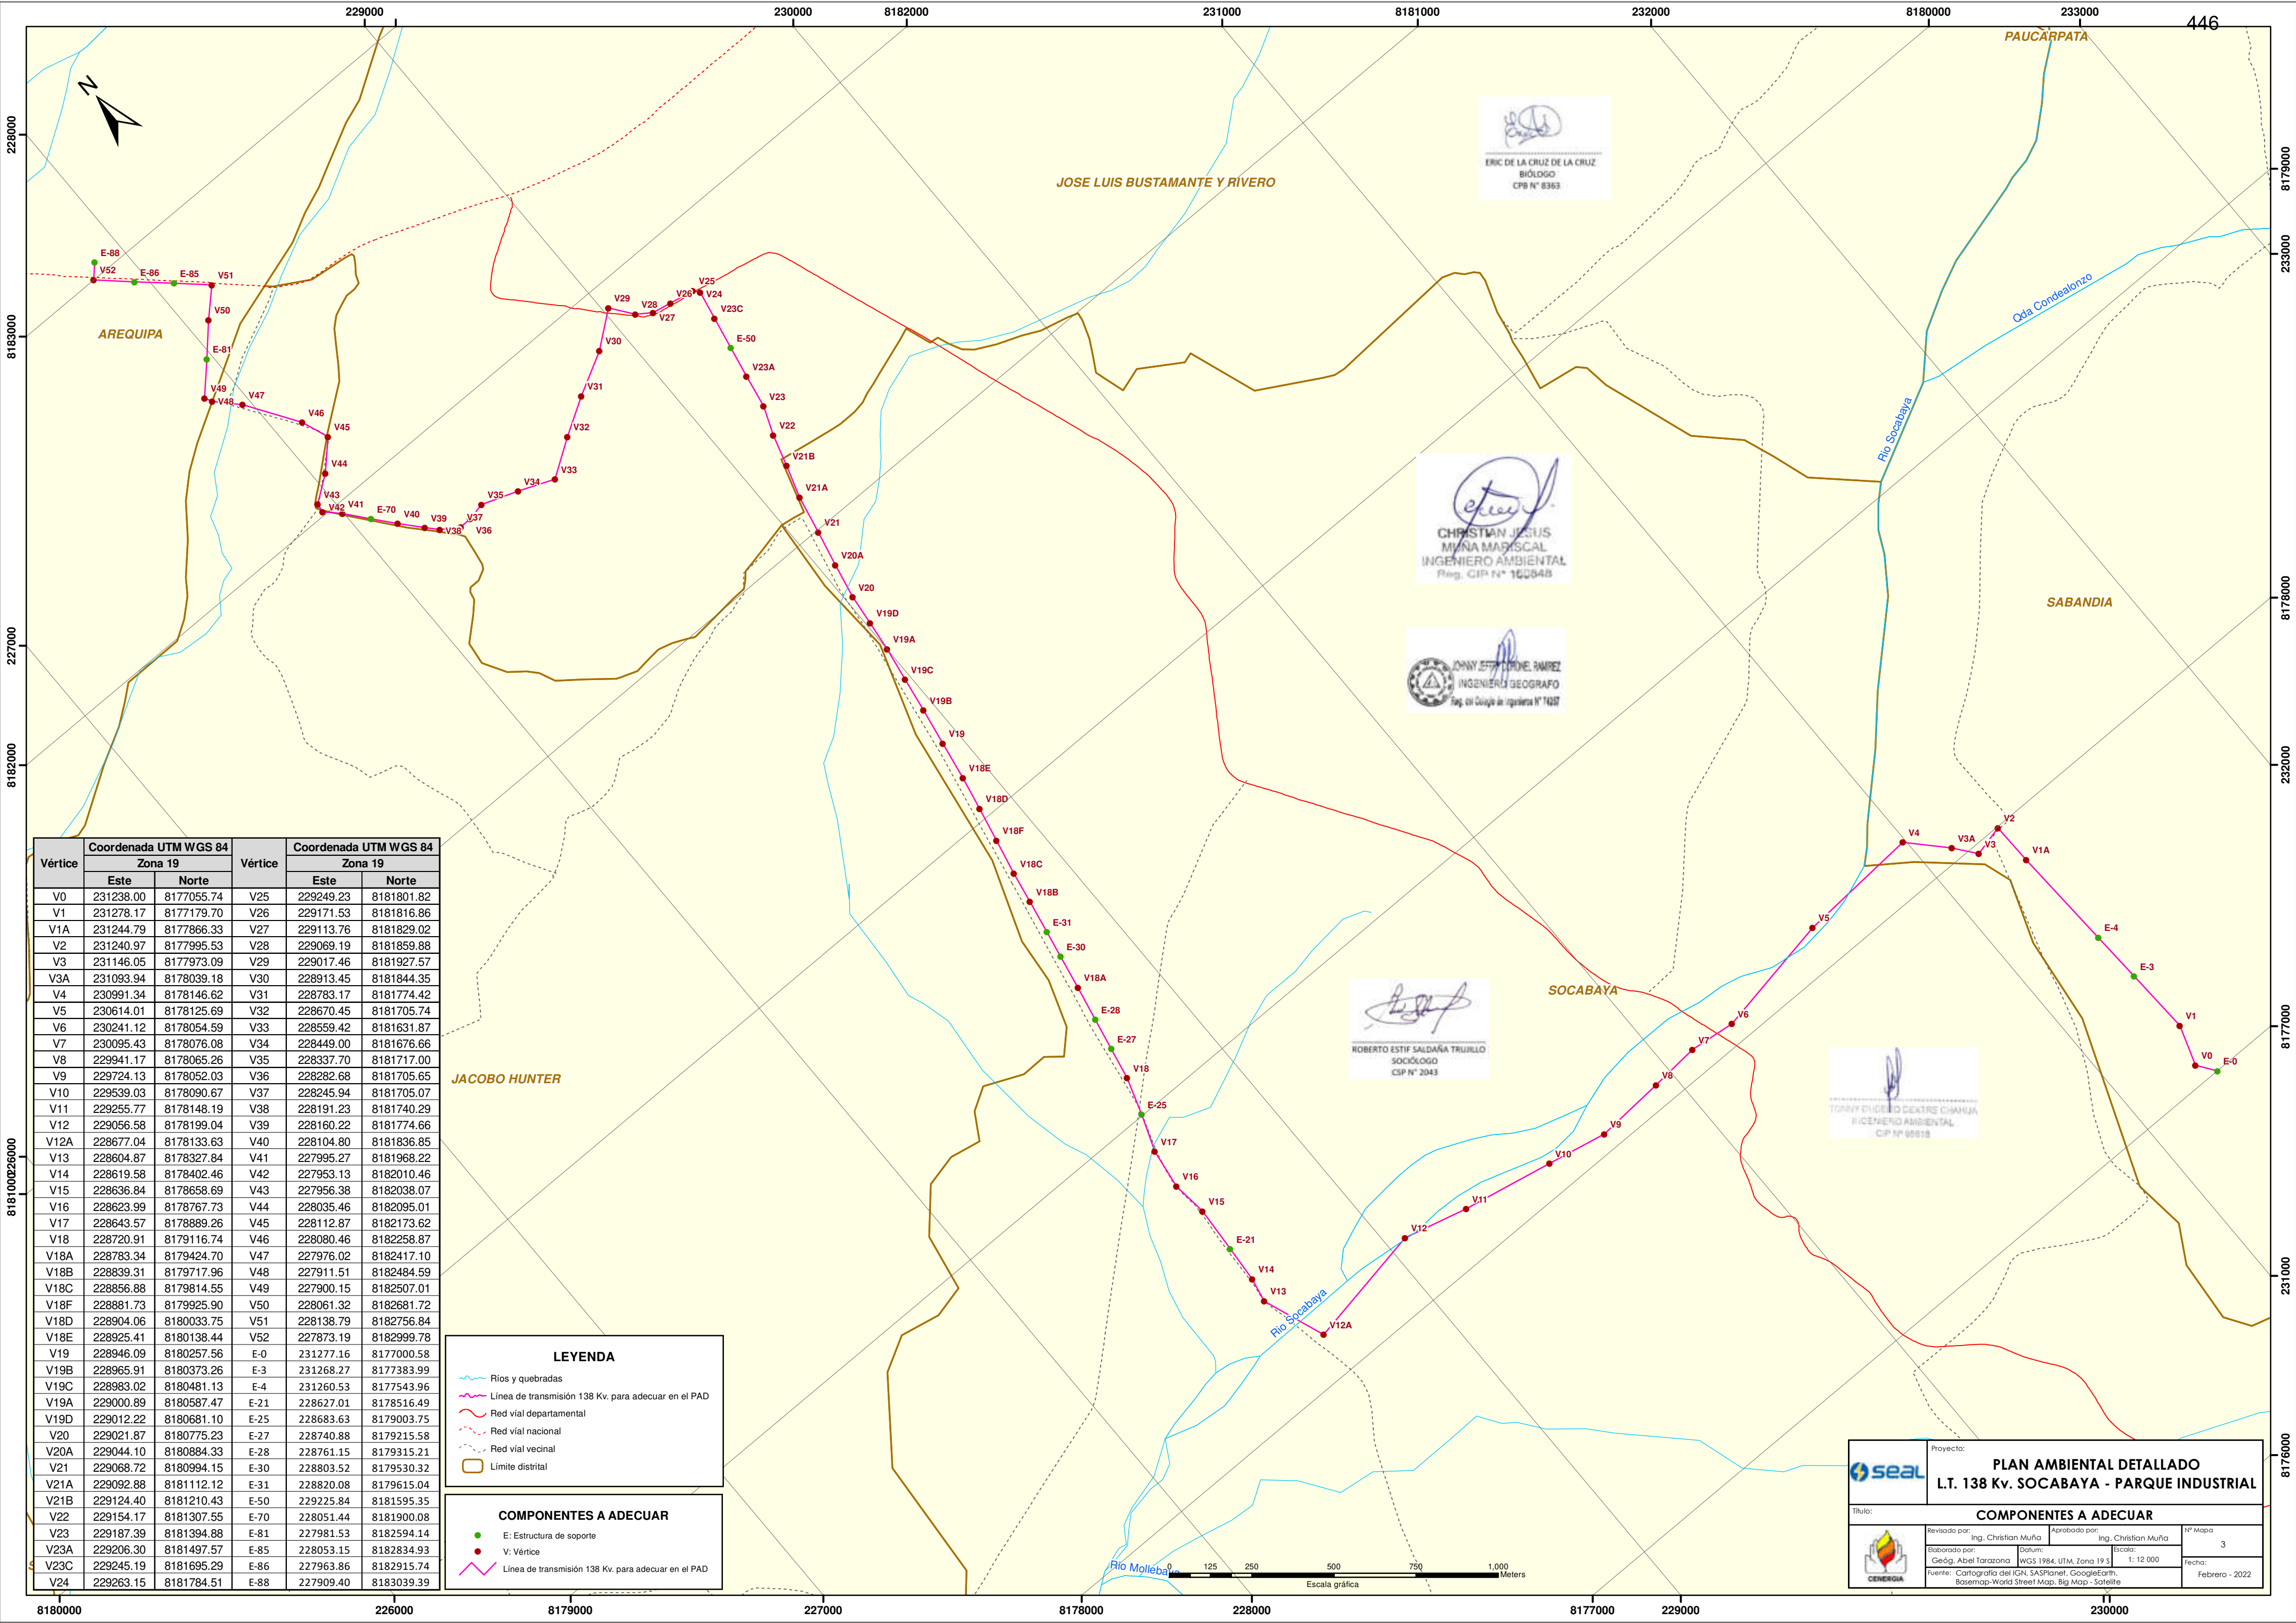 229000
230000
8182000
231000
8181000
232000
8180000
233000
446
PAUCARPATA
N
228000
8183000
227000
8182000
226000
8181000
8179000
233000
8178000
232000
8177000
231000
8176000
JOSE LUIS BUSTAMANTE Y RIVERO
ERIC DE LA CRUZ DE LA CRUZ
BIÓLOGO
CPB N° 8363
E-88
V52
E-86
E-85
V51
V50
AREQUIPA
E-81
V49
V48
V47
V46
V45
V44
V43
V42
V41
E-70
V40
V39
V38
V37
V36
V35
V34
V33
V32
V31
V30
V29
V28
V27
V26
V25
V24
V23C
E-50
V23A
V23
V22
V21B
V21A
V21
V20A
V20
V19D
V19A
V19C
V19B
V19
V18E
V18D
V18F
V18C
V18B
E-31
E-30
V18A
E-28
E-27
V18
E-25
V17
V16
V15
E-21
V14
V13
V12A
V12
V11
V10
V9
V8
V7
V6
V5
V4
V3A
V3
V2
V1A
E-4
E-3
V1
V0
E-0
Qda Condealonzo
Rio Socabaya
CHRISTIAN JESUS
MUÑA MARISCAL
INGENIERO AMBIENTAL
Reg. CIP N° 160848
SABANDIA
INGENIERO GEOGRAFO
Reg. del Colegio de Ingenieros N° 74257
SOCABAYA
ROBERTO ESTIF SALDAÑA TRUJILLO
SOCIÓLOGO
CSP N° 2043
INGENIERO AMBIENTAL
JACOBO HUNTER
Rio Socabaya
Río Mollebaya
Vértice Coordenada UTM WGS 84 Vértice Coordenada UTM WGS 84
Zona 19 Zona 19
Este Norte Este Norte
V0 231238.00 8177055.74 V25 229249.23 8181801.82
V1 231278.17 8177179.70 V26 229171.53 8181816.86
V1A 231244.79 8177866.33 V27 229113.76 8181829.02
V2 231240.97 8177995.53 V28 229069.19 8181859.88
V3 231146.05 8177973.09 V29 229017.46 8181927.57
V3A 231093.94 8178039.18 V30 228913.45 8181844.35
V4 230991.34 8178146.62 V31 228783.17 8181774.42
V5 230614.01 8178125.69 V32 228670.45 8181705.74
V6 230241.12 8178054.59 V33 228559.42 8181631.87
V7 230095.43 8178076.08 V34 228449.00 8181676.66
V8 229941.17 8178065.26 V35 228337.70 8181717.00
V9 229724.13 8178052.03 V36 228282.68 8181705.65
V10 229539.03 8178090.67 V37 228245.94 8181705.07
V11 229255.77 8178148.19 V38 228191.23 8181740.29
V12 229056.58 8178199.04 V39 228160.22 8181774.66
V12A 228677.04 8178133.63 V40 228104.80 8181836.85
V13 228604.87 8178327.84 V41 227995.27 8181968.22
V14 228619.58 8178402.46 V42 227953.13 8182010.46
V15 228636.84 8178658.69 V43 227956.38 8182038.07
V16 228623.99 8178767.73 V44 228035.46 8182095.01
V17 228643.57 8178889.26 V45 228112.87 8182173.62
V18 228720.91 8179116.74 V46 228080.46 8182258.87
V18A 228783.34 8179424.70 V47 227976.02 8182417.10
V18B 228839.31 8179717.96 V48 227911.51 8182484.59
V18C 228856.88 8179814.55 V49 227900.15 8182507.01
V18F 228881.73 8179925.90 V50 228061.32 8182681.72
V18D 228904.06 8180033.75 V51 228138.79 8182756.84
V18E 228925.41 8180138.44 V52 227873.19 8182999.78
V19 228946.09 8180257.56 E-0 231277.16 8177000.58
V19B 228965.91 8180373.26 E-3 231268.27 8177383.99
V19C 228983.02 8180481.13 E-4 231260.53 8177543.96
V19A 229000.89 8180587.47 E-21 228627.01 8178516.49
V19D 229012.22 8180681.10 E-25 228683.63 8179003.75
V20 229021.87 8180775.23 E-27 228740.88 8179215.58
V20A 229044.10 8180884.33 E-28 228761.15 8179315.21
V21 229068.72 8180994.15 E-30 228803.52 8179530.32
V21A 229092.88 8181112.12 E-31 228820.08 8179615.04
V21B 229124.40 8181210.43 E-50 229225.84 8181595.35
V22 229154.17 8181307.55 E-70 228051.44 8181900.08
V23 229187.39 8181394.88 E-81 227981.53 8182594.14
V23A 229206.30 8181497.57 E-85 228053.15 8182834.93
V23C 229245.19 8181695.29 E-86 227963.86 8182915.74
V24 229263.15 8181784.51 E-88 227909.40 8183039.39
LEYENDA
Ríos y quebradas
Línea de transmisión 138 Kv. para adecuar en el PAD
Red víal departamental
Red víal nacional
Red víal vecinal
Límite distrital
COMPONENTES A ADECUAR
E: Estructura de soporte
V: Vértice
Línea de transmisión 138 Kv. para adecuar en el PAD
0 125 250 500 750 1,000
Meters
Escala gráfica
seal
Proyecto:
PLAN AMBIENTAL DETALLADO
L.T. 138 Kv. SOCABAYA - PARQUE INDUSTRIAL
Título:
COMPONENTES A ADECUAR
CENERGIA
Revisado por: Ing. Christian Muña
Aprobado por: Ing. Christian Muña
N° Mapa
3
Elaborado por: Geóg. Abel Tarazona
Datum: WGS 1984, UTM, Zona 19 S
Escala: 1: 12 000
Fecha:
Febrero - 2022
Fuente: Cartografía del IGN, SASPlanet, GoogleEarth.
Basemap-World Street Map. Big Map - Satelite
8180000
226000
8179000
227000
8178000
228000
8177000
229000
230000